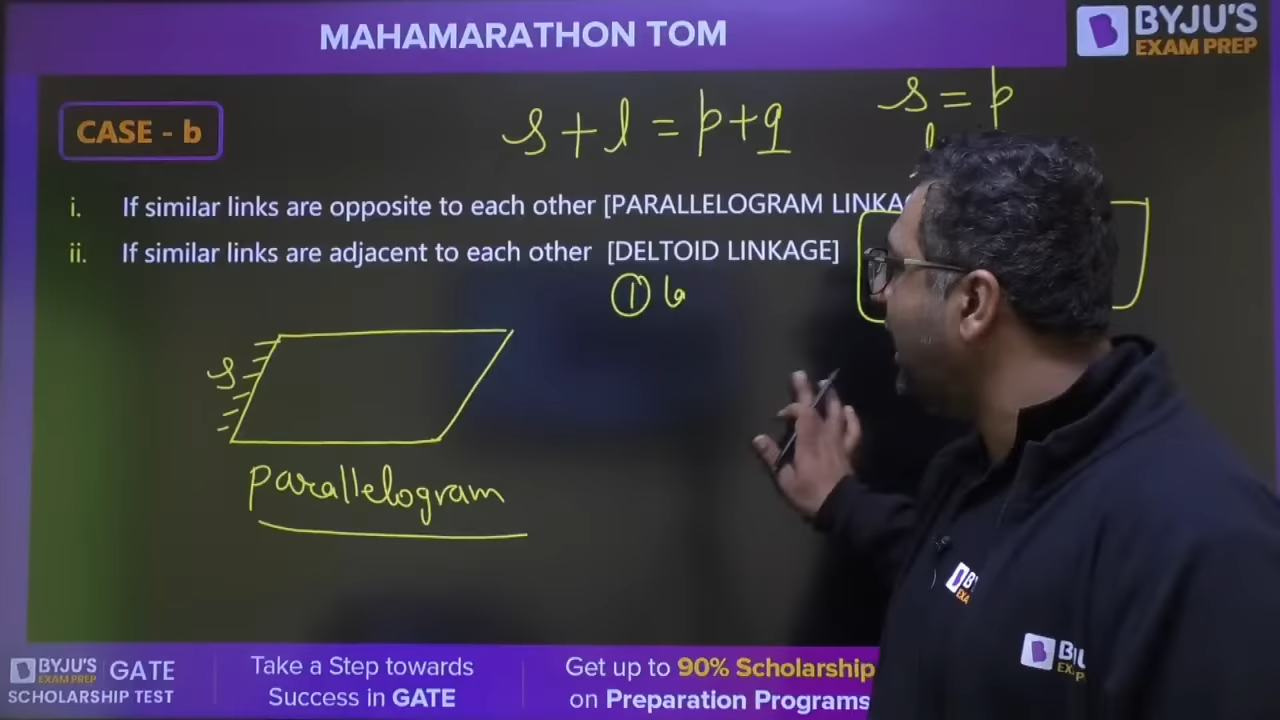 MAHAMARATHON TOM
BYJU'S
EXAM PREP
CASE - b
s + l = p + q
s = p
i. If similar links are opposite to each other [PARALLELOGRAM LINKA
ii. If similar links are adjacent to each other [DELTOID LINKAGE]
① b
s
parallelogram
BYJU'S
EXAM PREP
GATE
SCHOLARSHIP TEST
Take a Step towards
Success in GATE
Get up to 90% Scholarship
on Preparation Programs